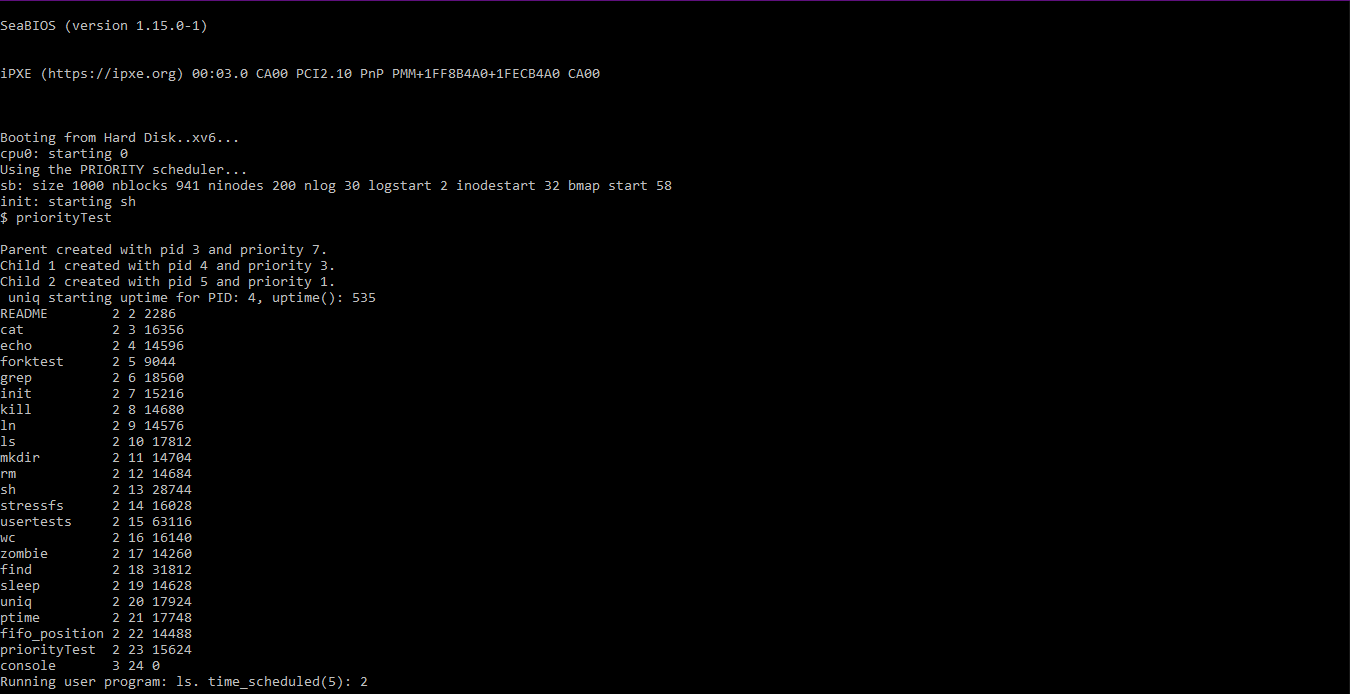 SeaBIOS (version 1.15.0-1)
iPXE (https://ipxe.org) 00:03.0 CA00 PCI2.10 PnP PMM+1FF8B4A0+1FECB4A0 CA00
Booting from Hard Disk..xv6...
cpu0: starting 0
Using the PRIORITY scheduler...
sb: size 1000 nblocks 941 ninodes 200 nlog 30 logstart 2 inodestart 32 bmap start 58
init: starting sh
$ priorityTest
Parent created with pid 3 and priority 7.
Child 1 created with pid 4 and priority 3.
Child 2 created with pid 5 and priority 1.
 uniq starting uptime for PID: 4, uptime(): 535
README         2 2 2286
cat            2 3 16356
echo           2 4 14596
forktest       2 5 9044
grep           2 6 18560
init           2 7 15216
kill           2 8 14680
ln             2 9 14576
ls             2 10 17812
mkdir          2 11 14704
rm             2 12 14684
sh             2 13 28744
stressfs       2 14 16028
usertests      2 15 63116
wc             2 16 16140
zombie         2 17 14260
find           2 18 31812
sleep          2 19 14628
uniq           2 20 17924
ptime          2 21 17748
fifo_position  2 22 14488
priorityTest   2 23 15624
console        3 24 0
Running user program: ls. time_scheduled(5): 2